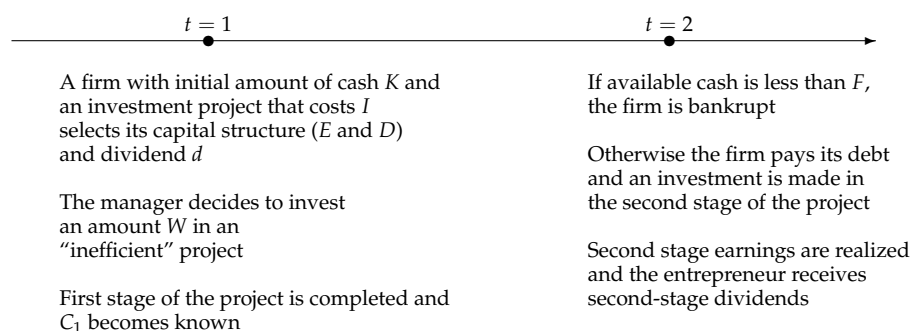 t = 1
t = 2
A firm with initial amount of cash K and
an investment project that costs I
selects its capital structure (E and D)
and dividend d
The manager decides to invest
an amount W in an
“inefficient” project
First stage of the project is completed and
C₁ becomes known
If available cash is less than F,
the firm is bankrupt
Otherwise the firm pays its debt
and an investment is made in
the second stage of the project
Second stage earnings are realized
and the entrepreneur receives
second-stage dividends